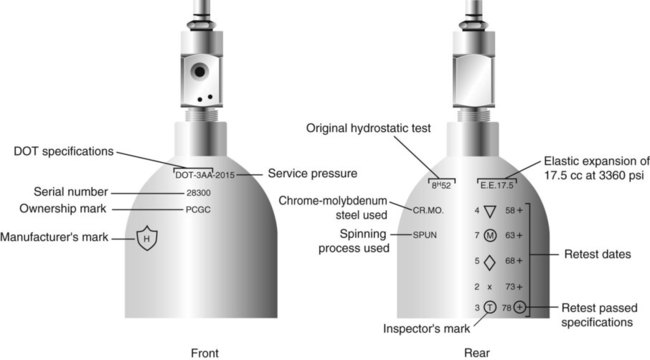 DOT specifications
DOT-3AA-2015
Service pressure
Serial number
28300
Ownership mark
PCGC
Manufacturer's mark
H
Front
Original hydrostatic test
Elastic expansion of
17.5 cc at 3360 psi
8H52
E.E.17.5
Chrome-molybdenum
steel used
CR.MO.
Spinning
process used
SPUN
4 58 +
7 M 63 +
5 68 +
2 x 73 +
3 T 78 +
Retest dates
Retest passed
specifications
Inspector's mark
Rear